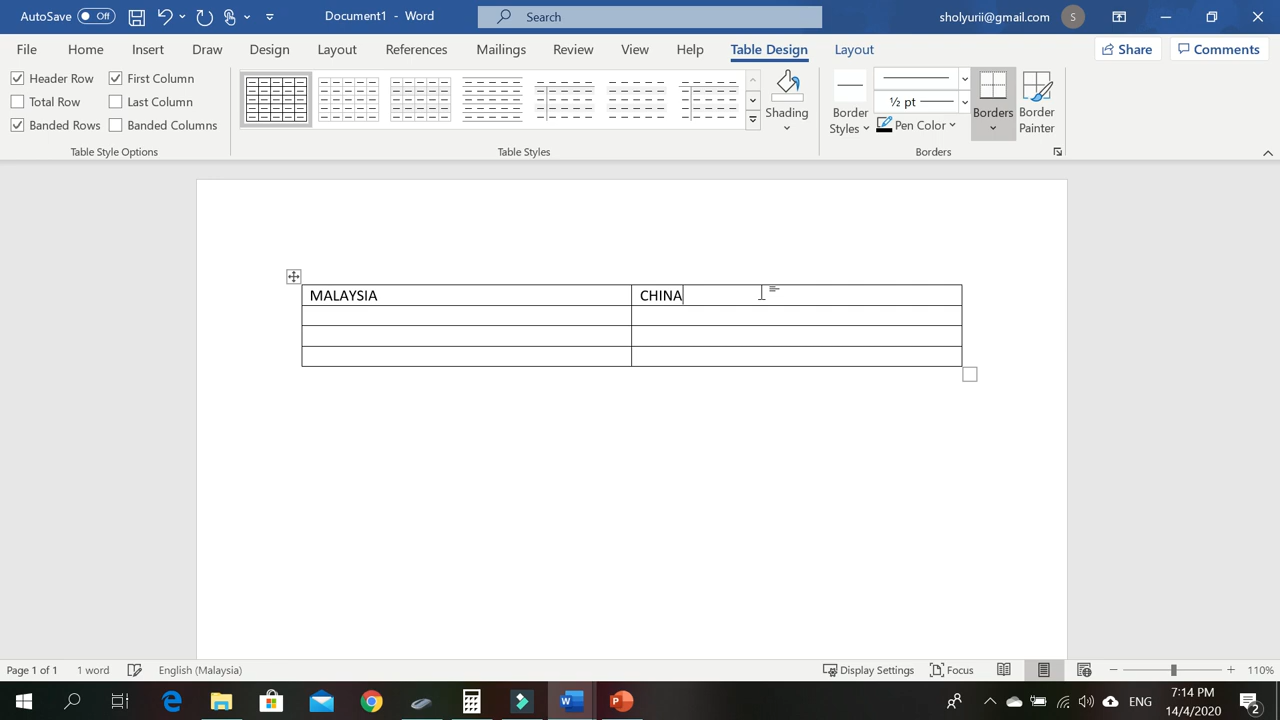 AutoSave Off Document1 - Word Search sholyurii@gmail.com S
File Home Insert Draw Design Layout References Mailings Review View Help Table Design Layout Share Comments
Header Row First Column
Total Row Last Column
Banded Rows Banded Columns
Table Style Options
Table Styles
Shading
Border Styles
½ pt
Pen Color
Borders
Border Painter
Borders
MALAYSIA CHINA
Page 1 of 1 1 word English (Malaysia) Display Settings Focus 110%
ENG
7:14 PM
14/4/2020
2